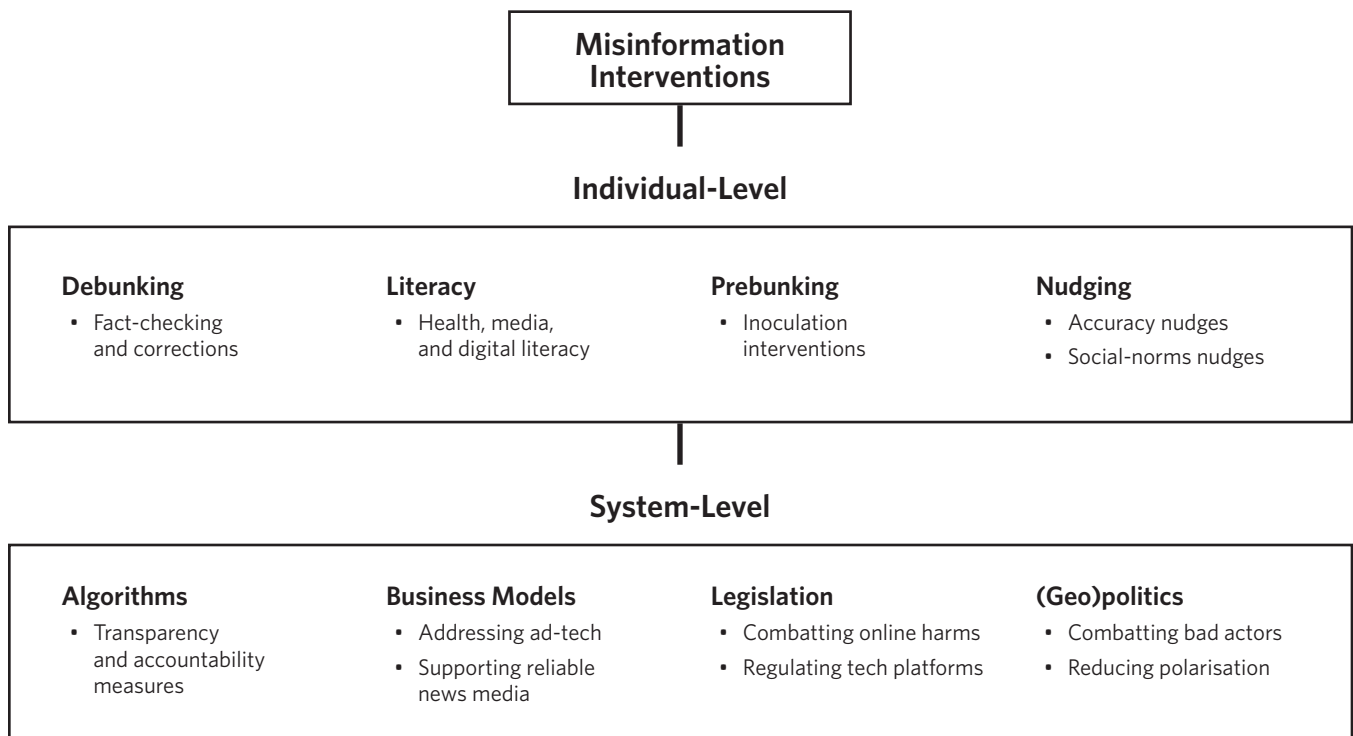 Misinformation
Interventions
Individual-Level
Debunking
• Fact-checking
and corrections
Literacy
• Health, media,
and digital literacy
Prebunking
• Inoculation
interventions
Nudging
• Accuracy nudges
• Social-norms nudges
System-Level
Algorithms
• Transparency
and accountability
measures
Business Models
• Addressing ad-tech
• Supporting reliable
news media
Legislation
• Combatting online harms
• Regulating tech platforms
(Geo)politics
• Combatting bad actors
• Reducing polarisation